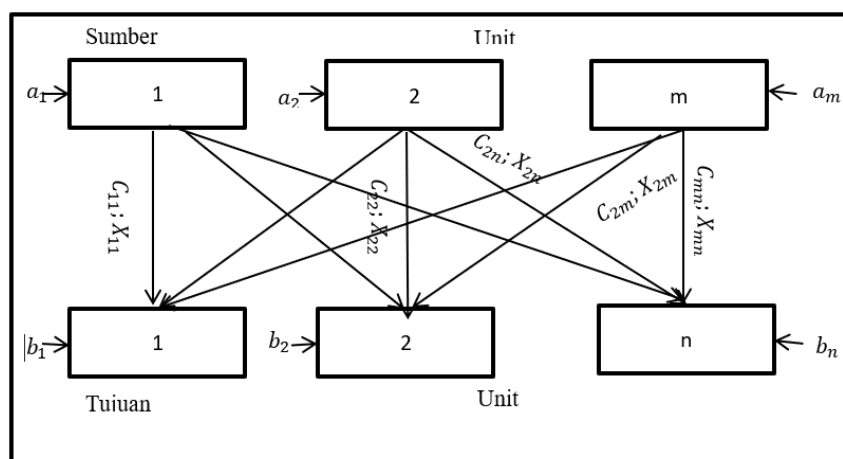 Sumber Unit
a₁ 1 a₂ 2 m aₘ
C₁₁; X₁₁ C₂₂; X₂₂ C₂ₙ; X₂ₙ C₂ₘ; X₂ₘ Cₘₙ; Xₘₙ
b₁ 1 b₂ 2 n bₙ
Tujuan Unit